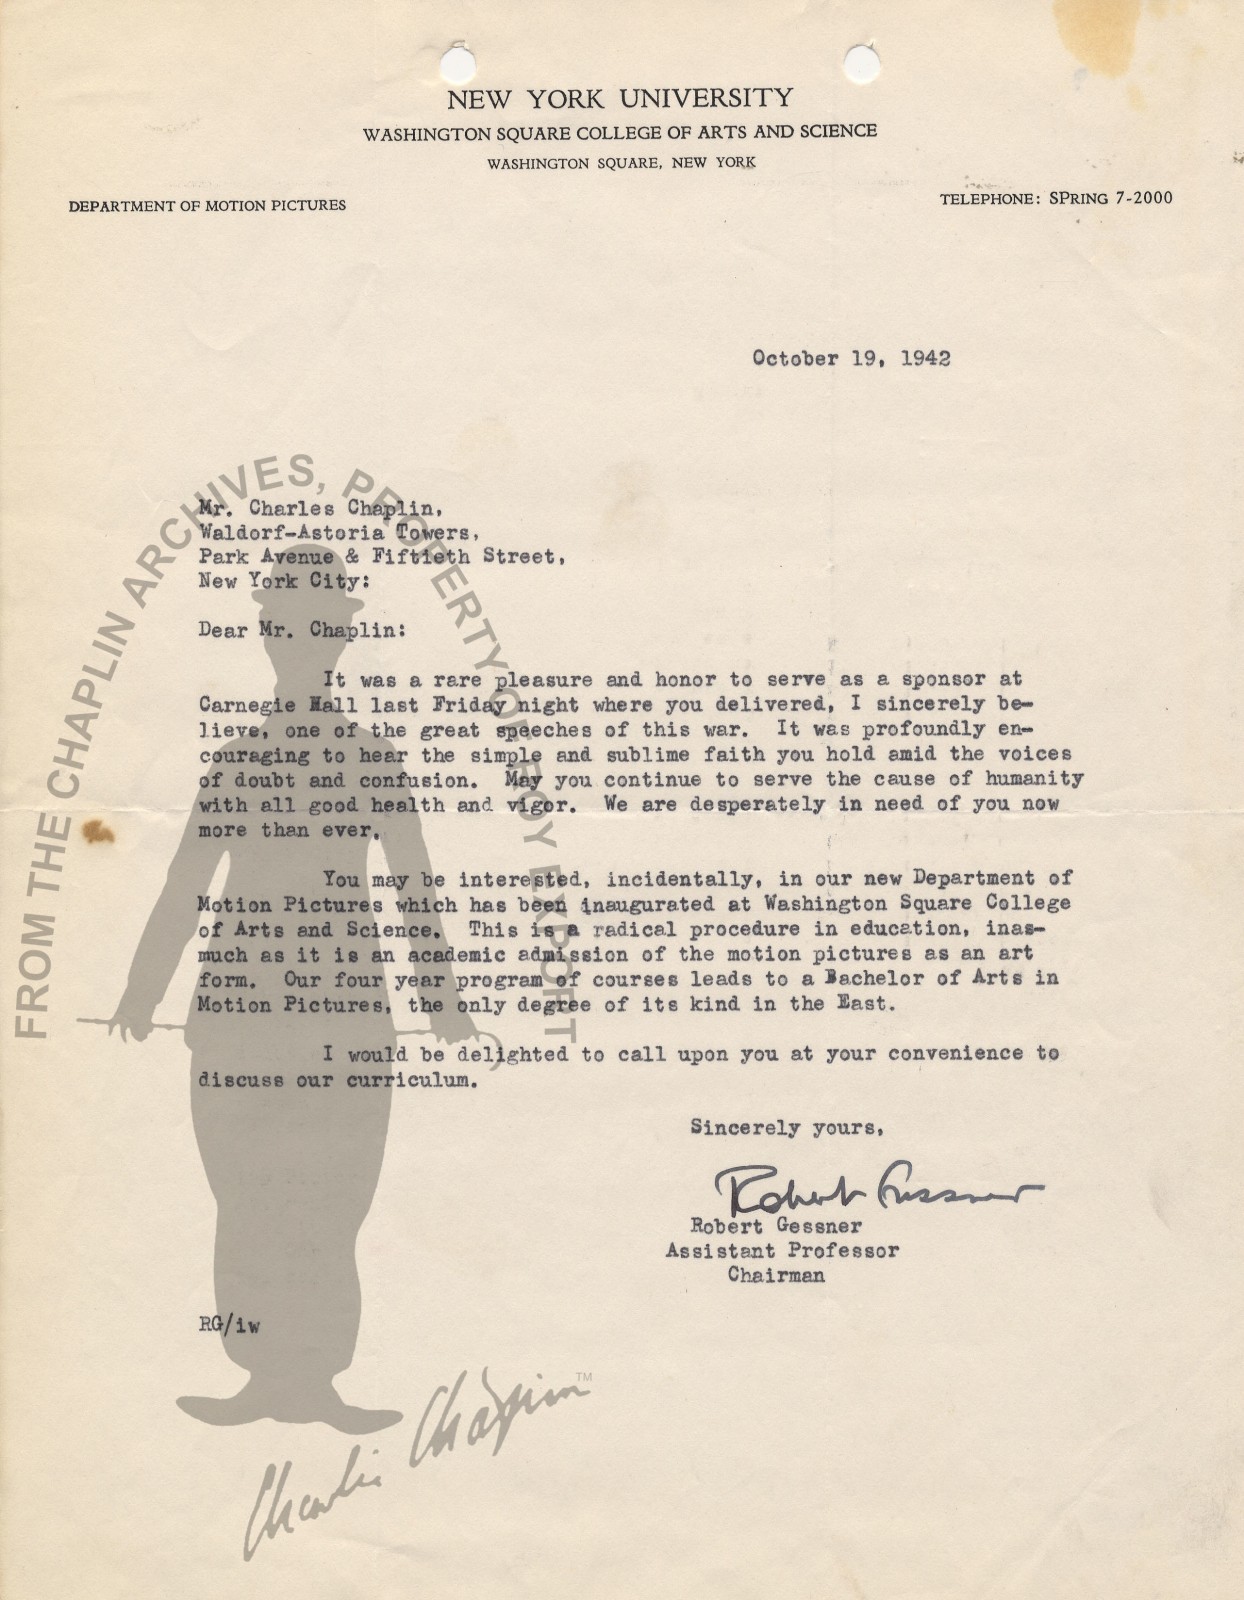 NEW YORK UNIVERSITY
WASHINGTON SQUARE COLLEGE OF ARTS AND SCIENCE
WASHINGTON SQUARE, NEW YORK
DEPARTMENT OF MOTION PICTURES
TELEPHONE: SPRING 7-2000
October 19, 1942
Mr. Charles Chaplin,
Waldorf-Astoria Towers,
Park Avenue & Fiftieth Street,
New York City:
Dear Mr. Chaplin:
It was a rare pleasure and honor to serve as a sponsor at
Carnegie Hall last Friday night where you delivered, I sincerely be-
lieve, one of the great speeches of this war. It was profoundly en-
couraging to hear the simple and sublime faith you hold amid the voices
of doubt and confusion. May you continue to serve the cause of humanity
with all good health and vigor. We are desperately in need of you now
more than ever.
You may be interested, incidentally, in our new Department of
Motion Pictures which has been inaugurated at Washington Square College
of Arts and Science. This is a radical procedure in education, inas-
much as it is an academic admission of the motion pictures as an art
form. Our four year program of courses leads to a Bachelor of Arts in
Motion Pictures, the only degree of its kind in the East.
I would be delighted to call upon you at your convenience to
discuss our curriculum.
Sincerely yours,
Robert Gessner
Robert Gessner
Assistant Professor
Chairman
RG/iw
FROM THE CHAPLIN ARCHIVES, PROPERTY OF ROY EXPORT
Charlie Chaplin TM